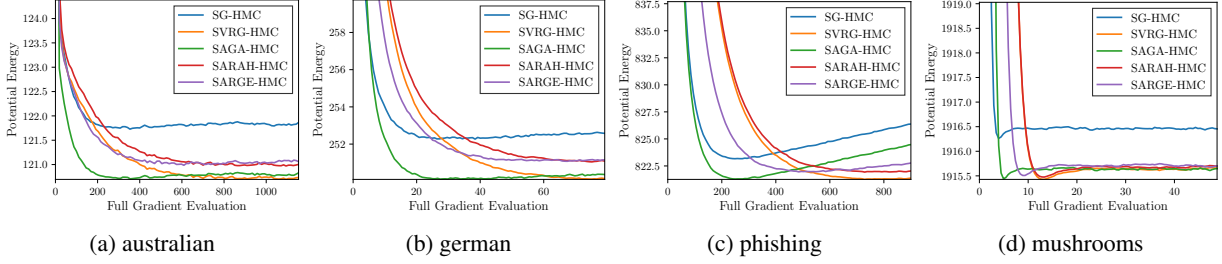 124.0
123.5
123.0
122.5
122.0
121.5
121.0
Potential Energy
0 200 400 600 800 1000
Full Gradient Evaluation
SG-HMC
SVRG-HMC
SAGA-HMC
SARAH-HMC
SARGE-HMC
(a) australian
258
256
254
252
Potential Energy
0 20 40 60
Full Gradient Evaluation
SG-HMC
SVRG-HMC
SAGA-HMC
SARAH-HMC
SARGE-HMC
(b) german
837.5
835.0
832.5
830.0
827.5
825.0
822.5
Potential Energy
0 200 400 600 800
Full Gradient Evaluation
SG-HMC
SVRG-HMC
SAGA-HMC
SARAH-HMC
SARGE-HMC
(c) phishing
1919.0
1918.5
1918.0
1917.5
1917.0
1916.5
1916.0
1915.5
Potential Energy
0 10 20 30 40
Full Gradient Evaluation
SG-HMC
SVRG-HMC
SAGA-HMC
SARAH-HMC
SARGE-HMC
(d) mushrooms